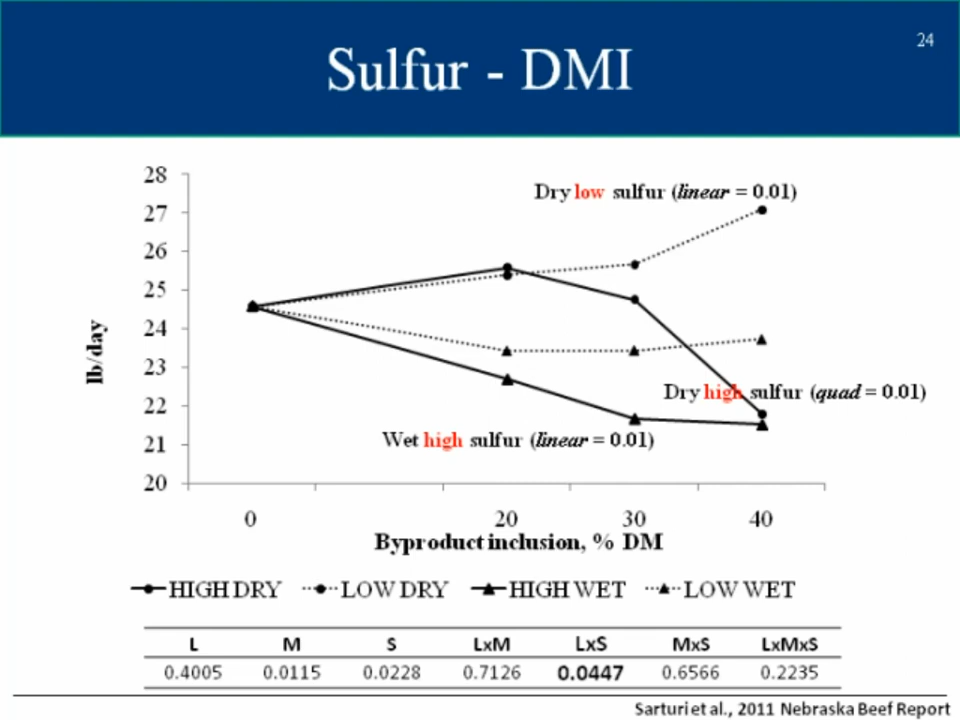 24
Sulfur - DMI
28
27
26
25
24
23
22
21
20
lb/day
Dry low sulfur (linear = 0.01)
Dry high sulfur (quad = 0.01)
Wet high sulfur (linear = 0.01)
0 20 30 40
Byproduct inclusion, % DM
HIGH DRY LOW DRY HIGH WET LOW WET
L M S LxM LxS MxS LxMxS
0.4005 0.0115 0.0228 0.7126 0.0447 0.6566 0.2235
Sarturi et al., 2011 Nebraska Beef Report